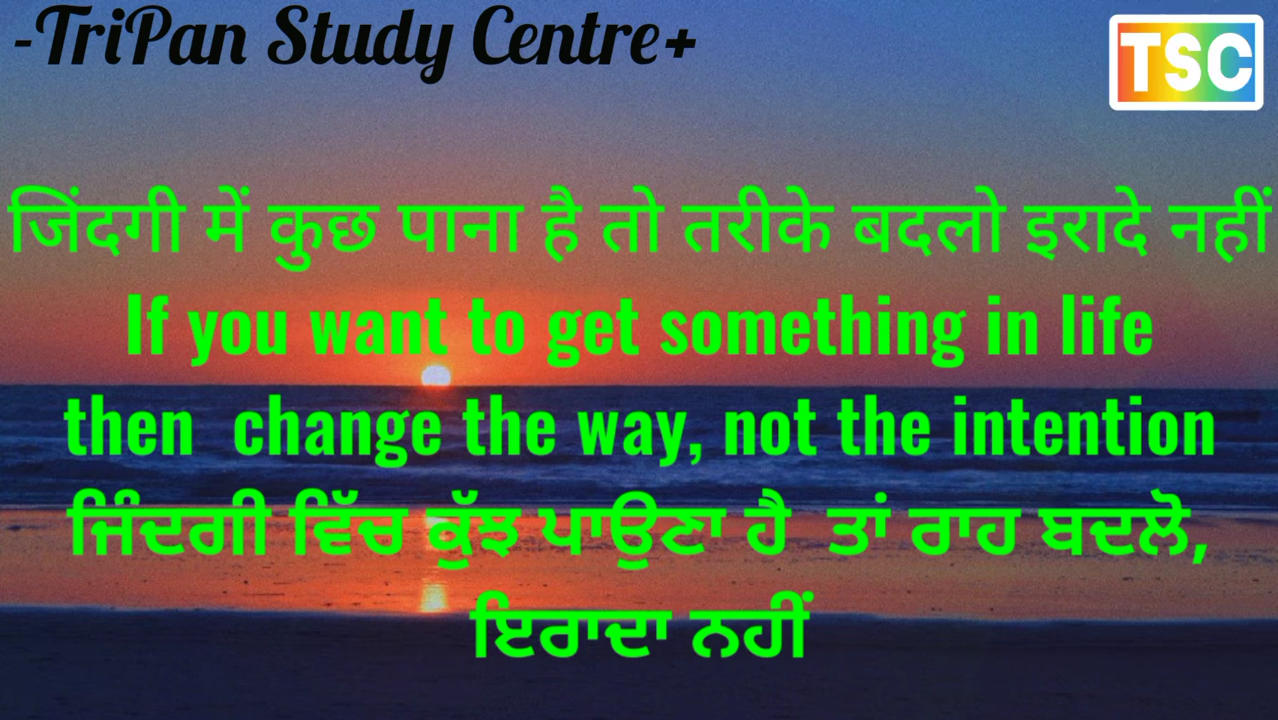 -TriPan Study Centre+
TSC
जिंदगी में कुछ पाना है तो तरीके बदलो इरादे नहीं
If you want to get something in life
then  change the way, not the intention
ਜਿੰਦਗੀ ਵਿੱਚ ਕੁੱਝ ਪਾਉਣਾ ਹੈ  ਤਾਂ ਰਾਹ ਬਦਲੋ,
ਇਰਾਦਾ ਨਹੀਂ